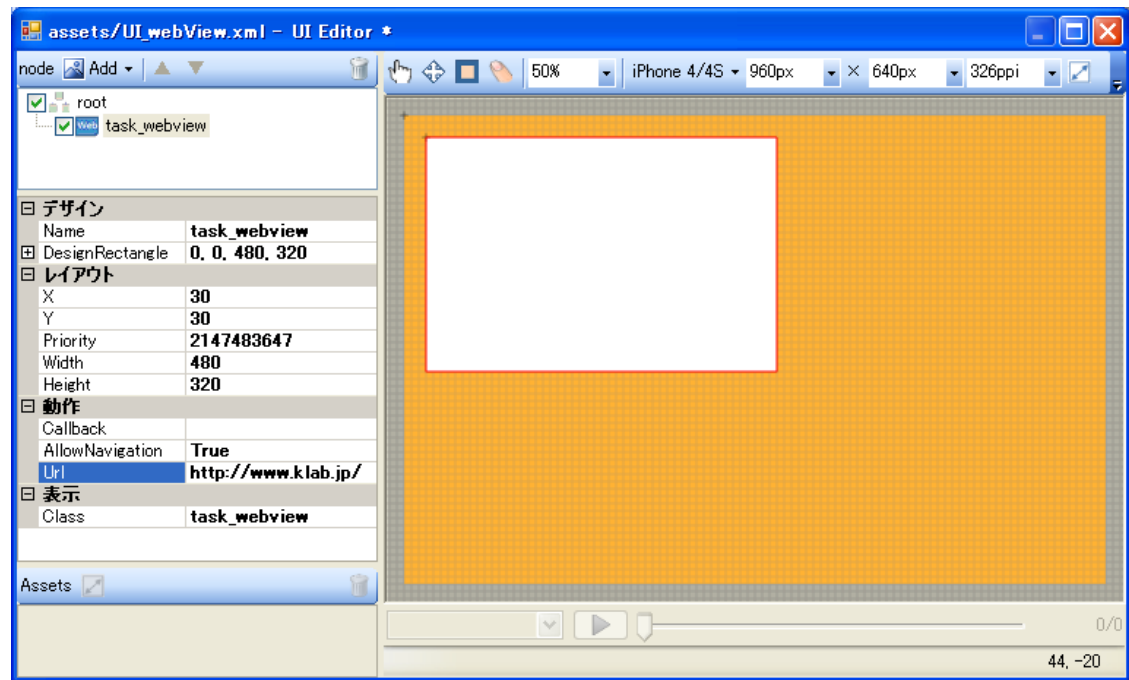 assets/UI_webView.xml - UI Editor *
node Add
50% iPhone 4/4S 960px × 640px 326ppi
root
Web task_webview
デザイン
Name task_webview
DesignRectangle 0, 0, 480, 320
レイアウト
X 30
Y 30
Priority 2147483647
Width 480
Height 320
動作
Callback
AllowNavigation True
Url http://www.klab.jp/
表示
Class task_webview
Assets
0/0
44, -20